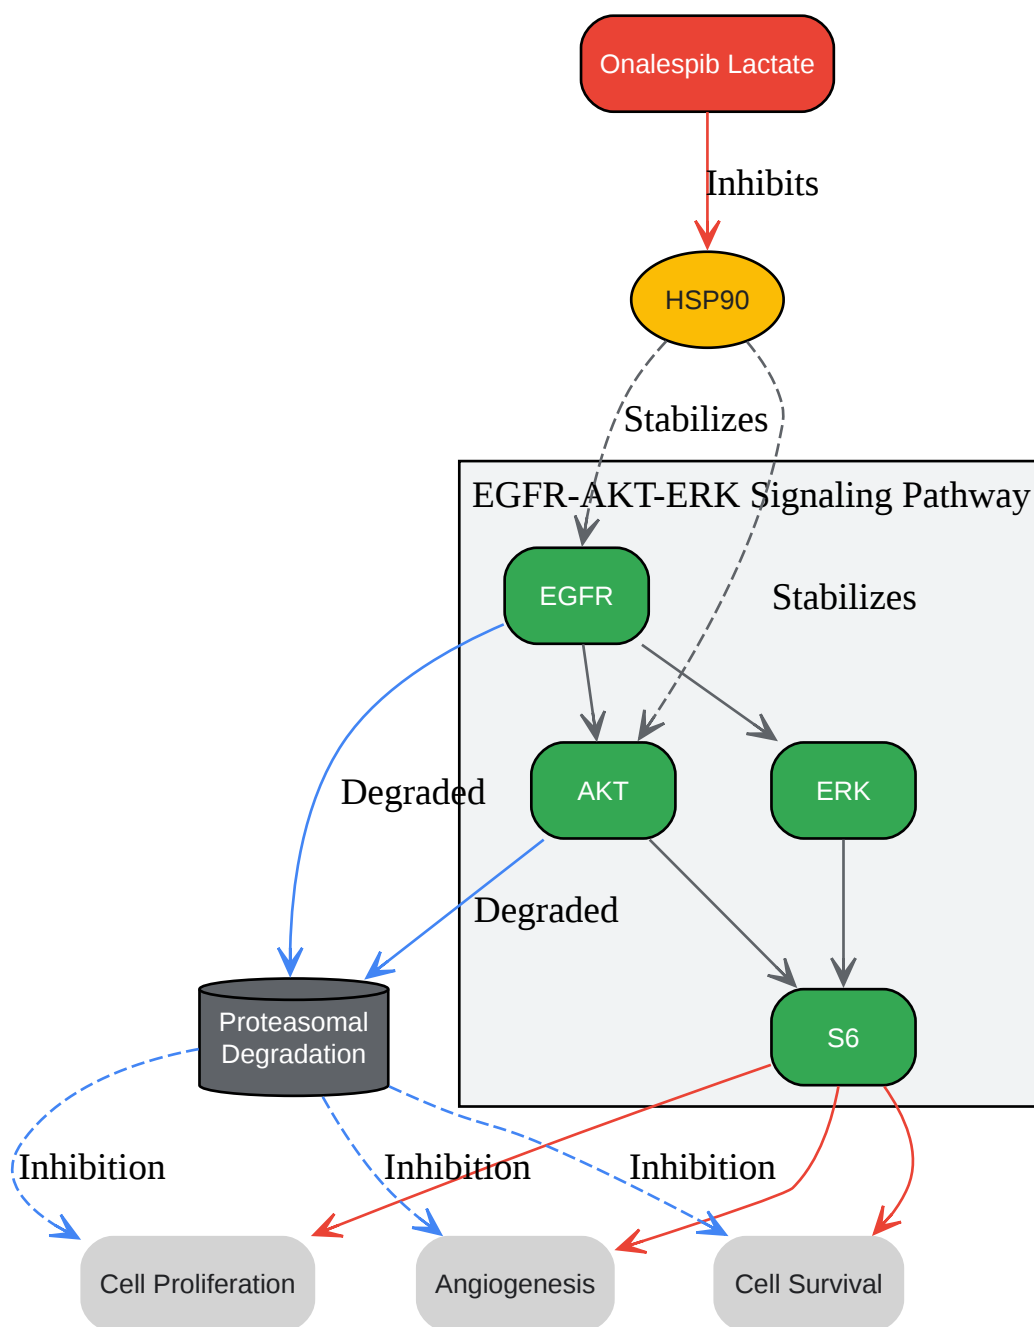 Onalespib Lactate
Inhibits
HSP90
Stabilizes
EGFR-AKT-ERK Signaling Pathway
EGFR
Stabilizes
Degraded
AKT
ERK
Degraded
Proteasomal
Degradation
S6
Inhibition
Inhibition
Inhibition
Cell Proliferation
Angiogenesis
Cell Survival